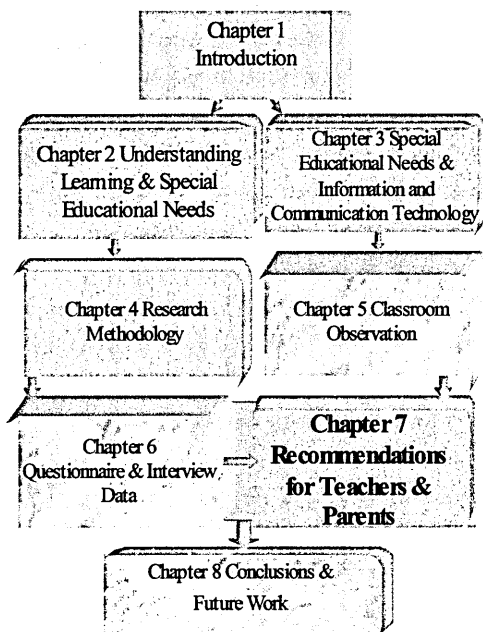 Chapter 1
Introduction
Chapter 2 Understanding
Learning & Special
Educational Needs
Chapter 3 Special
Educational Needs &
Information and
Communication Technology
Chapter 4 Research
Methodology
Chapter 5 Classroom
Observation
Chapter 6
Questionnaire & Interview
Data
Chapter 7
Recommendations
for Teachers &
Parents
Chapter 8 Conclusions &
Future Work